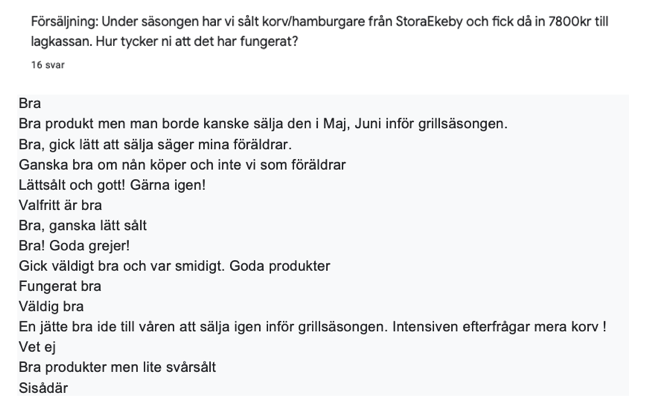 Försäljning: Under säsongen har vi sålt korv/hamburgare från StoraEkeby och fick då in 7800kr till
lagkassan. Hur tycker ni att det har fungerat?
16 svar
Bra
Bra produkt men man borde kanske sälja den i Maj, Juni inför grillsäsongen.
Bra, gick lätt att sälja säger mina föräldrar.
Ganska bra om nån köper och inte vi som föräldrar
Lättsålt och gott! Gärna igen!
Valfritt är bra
Bra, ganska lätt sålt
Bra! Goda grejer!
Gick väldigt bra och var smidigt. Goda produkter
Fungerat bra
Väldig bra
En jätte bra ide till våren att sälja igen inför grillsäsongen. Intensiven efterfrågar mera korv !
Vet ej
Bra produkter men lite svårsålt
Sisådär